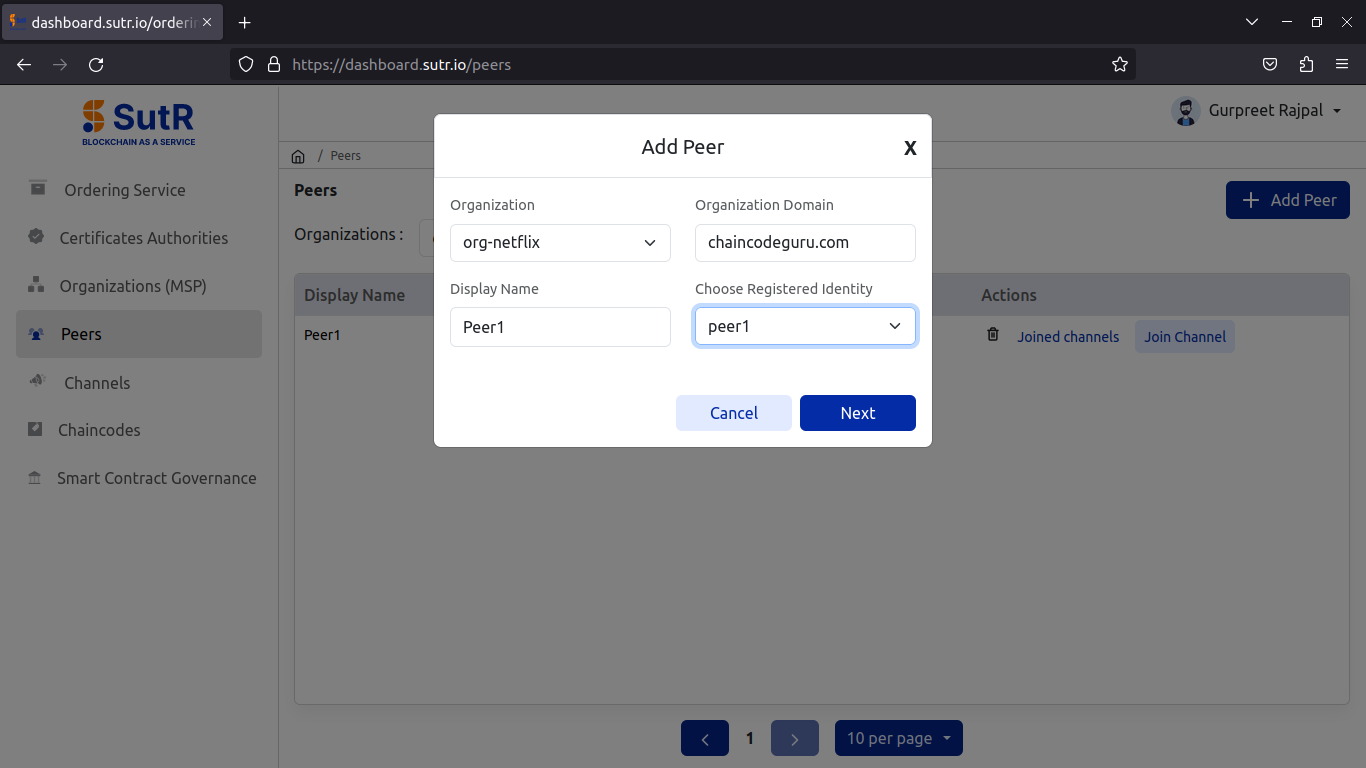 dashboard.sutr.io/orderin
https://dashboard.sutr.io/peers
SutR
BLOCKCHAIN AS A SERVICE
Gurpreet Rajpal
/ Peers
Ordering Service
Certificates Authorities
Organizations (MSP)
Peers
Channels
Chaincodes
Smart Contract Governance
Peers
+ Add Peer
Organizations :
Display Name
Actions
Peer1
Joined channels
Join Channel
Add Peer
X
Organization
Organization Domain
org-netflix
chaincodeguru.com
Display Name
Choose Registered Identity
Peer1
peer1
Cancel
Next
1
10 per page